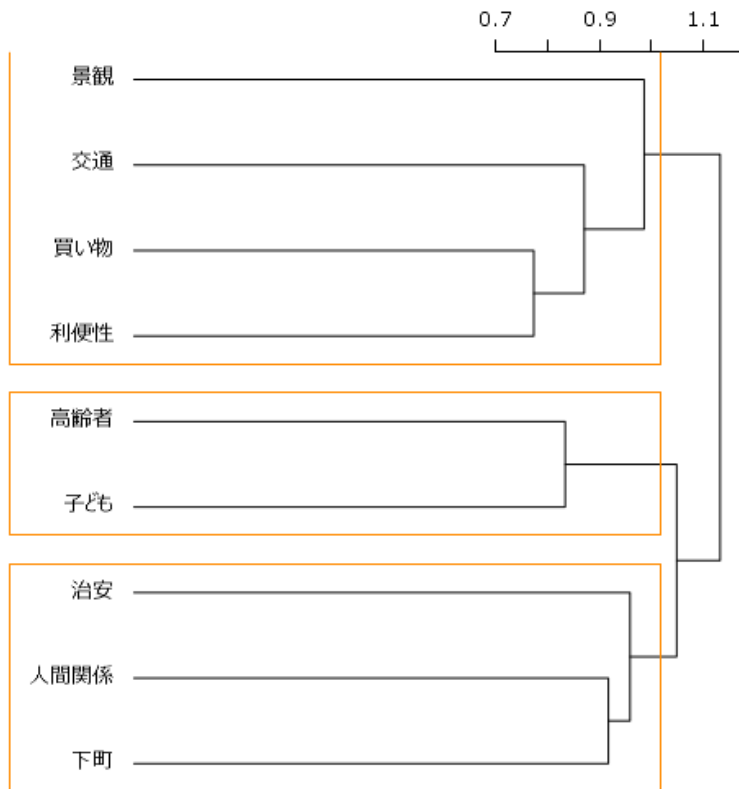 0.7 0.9 1.1
景観
交通
買い物
利便性
高齢者
子ども
治安
人間関係
下町